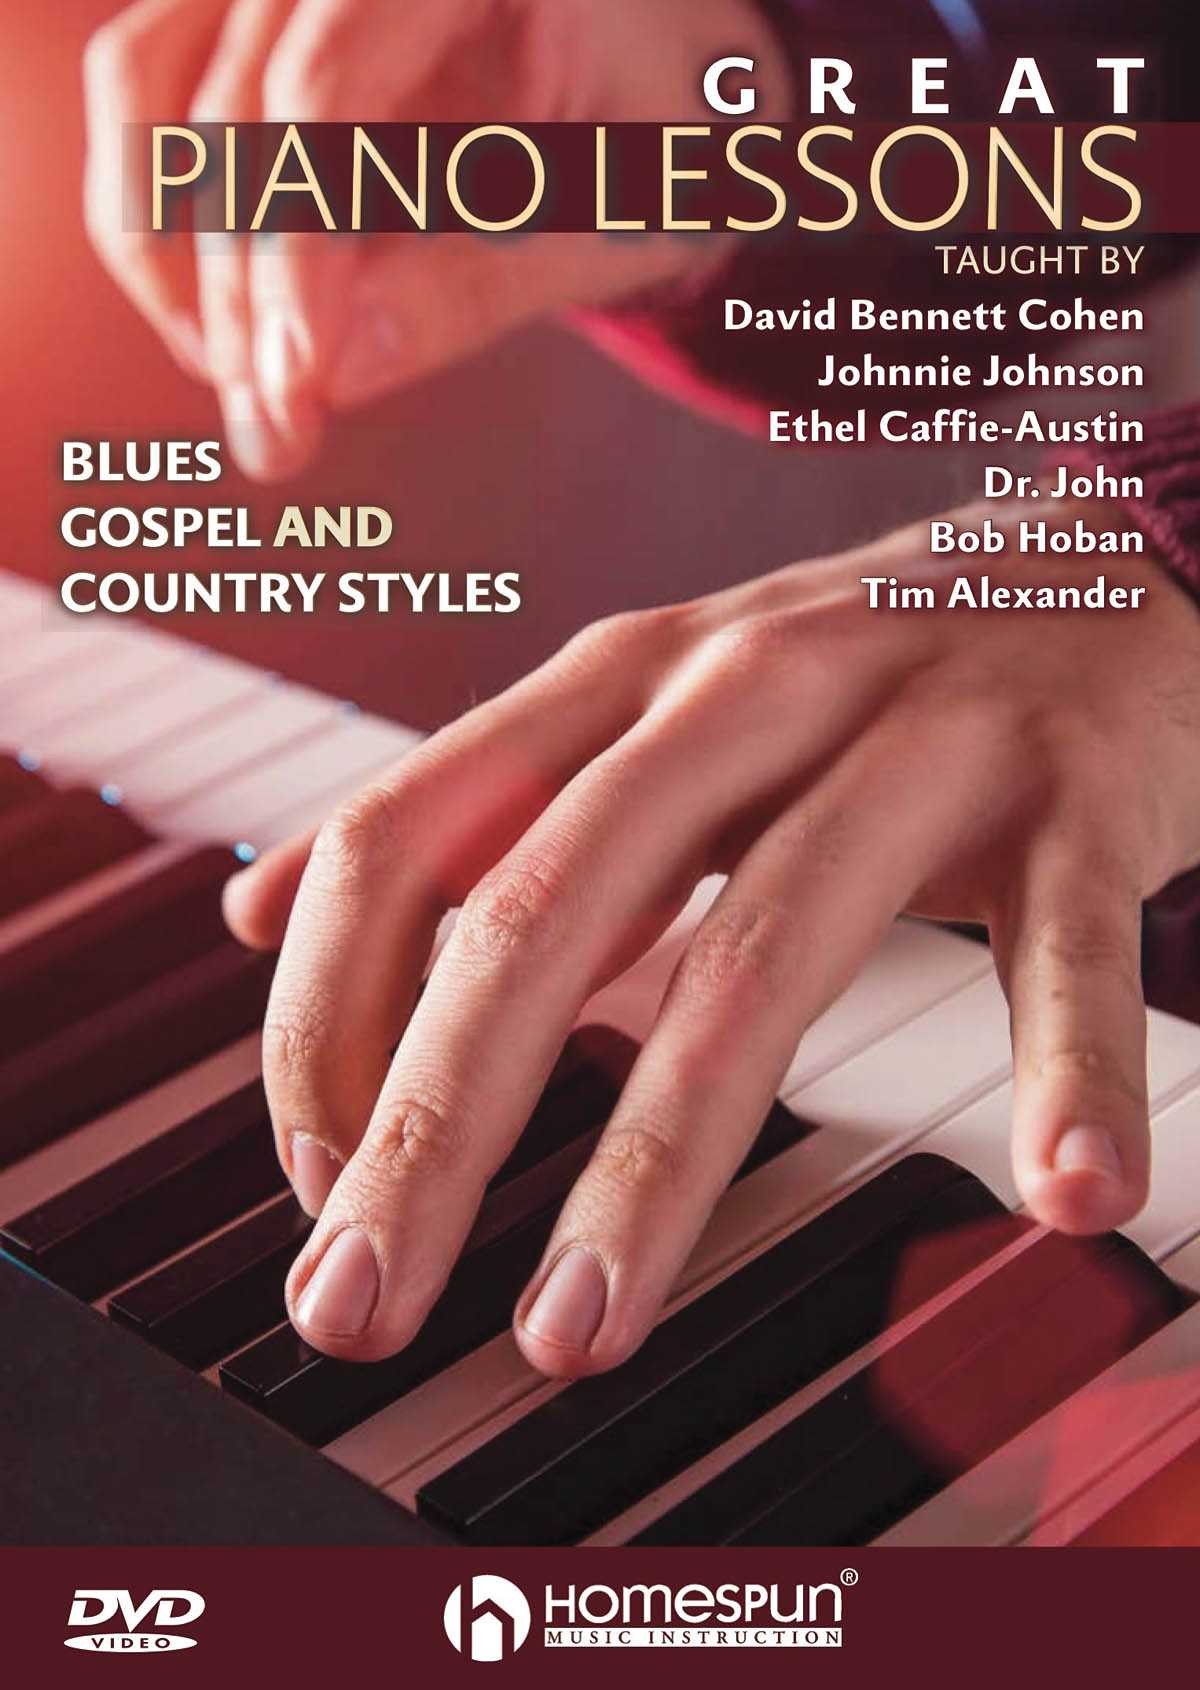 GREAT
PIANO LESSONS
TAUGHT BY
David Bennett Cohen
Johnnie Johnson
Ethel Caffie-Austin
Dr. John
Bob Hoban
Tim Alexander
BLUES
GOSPEL AND
COUNTRY STYLES
DVD
VIDEO
HOMESPUN®
MUSIC INSTRUCTION